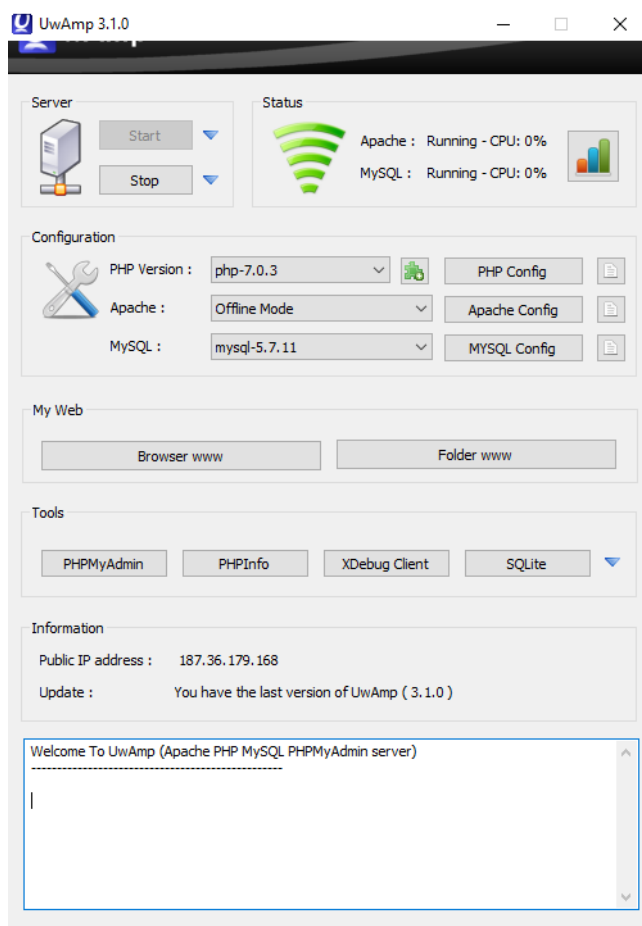 UwAmp 3.1.0
Server
Start
Stop
Status
Apache : Running - CPU: 0%
MySQL : Running - CPU: 0%
Configuration
PHP Version : php-7.0.3 PHP Config
Apache : Offline Mode Apache Config
MySQL : mysql-5.7.11 MYSQL Config
My Web
Browser www Folder www
Tools
PHPMyAdmin PHPInfo XDebug Client SQLite
Information
Public IP address : 187.36.179.168
Update : You have the last version of UwAmp ( 3.1.0 )
Welcome To UwAmp (Apache PHP MySQL PHPMyAdmin server)
--------------------------------------------------